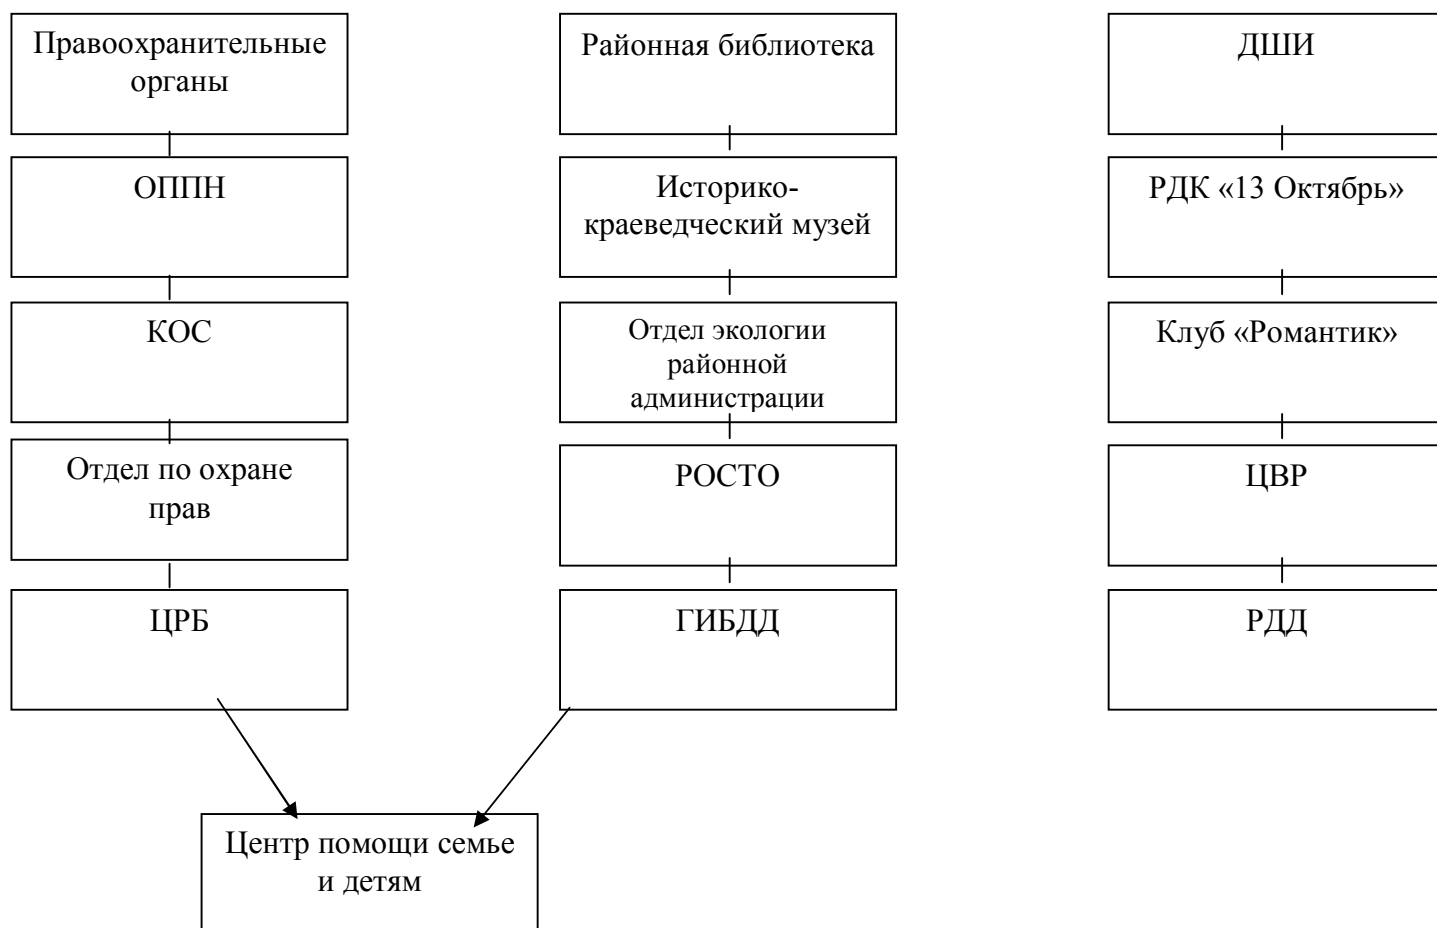 Правоохранительные
органы
ОППН
КОС
Отдел по охране
прав
ЦРБ
Районная библиотека
Историко-
краеведческий музей
Отдел экологии
районной
администрации
РОСТО
ГИБДД
ДШИ
РДК «13 Октябрь»
Клуб «Романтик»
ЦВР
РДД
Центр помощи семье
и детям